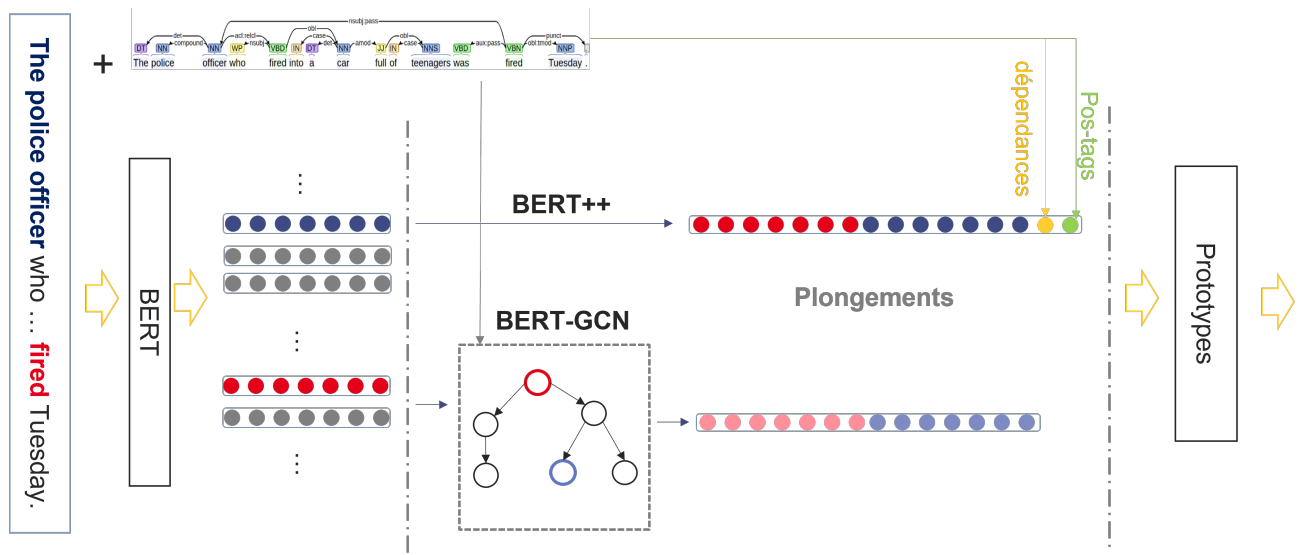 The police officer who … fired Tuesday.
+
nsubj:pass
det
compound
acl:relcl
nsubj
obl
case
det
amod
obl
case
aux:pass
punct
obl:tmod
DT NN NN WP VBD IN DT NN JJ IN NNS VBD VBN NNP
The police officer who fired into a car full of teenagers was fired Tuesday .
dépendances
Pos-tags
BERT
⋮
BERT++
Plongements
BERT-GCN
⋮
⋮
Prototypes